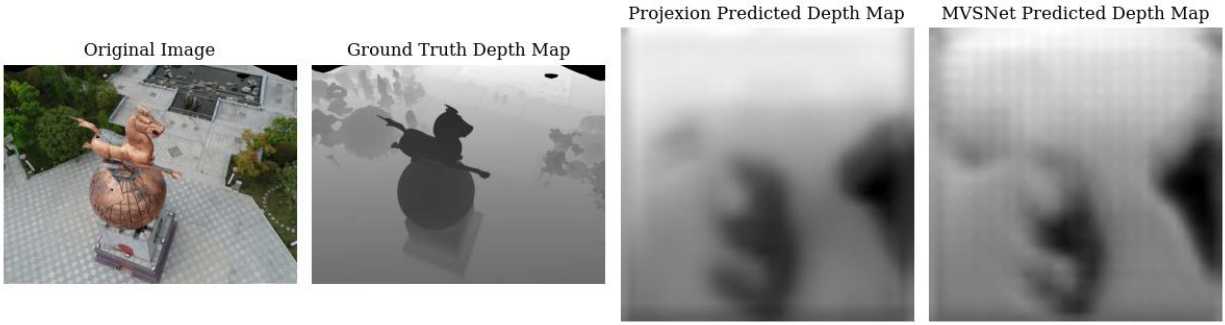 Original Image
Ground Truth Depth Map
Projexion Predicted Depth Map
MVSNet Predicted Depth Map